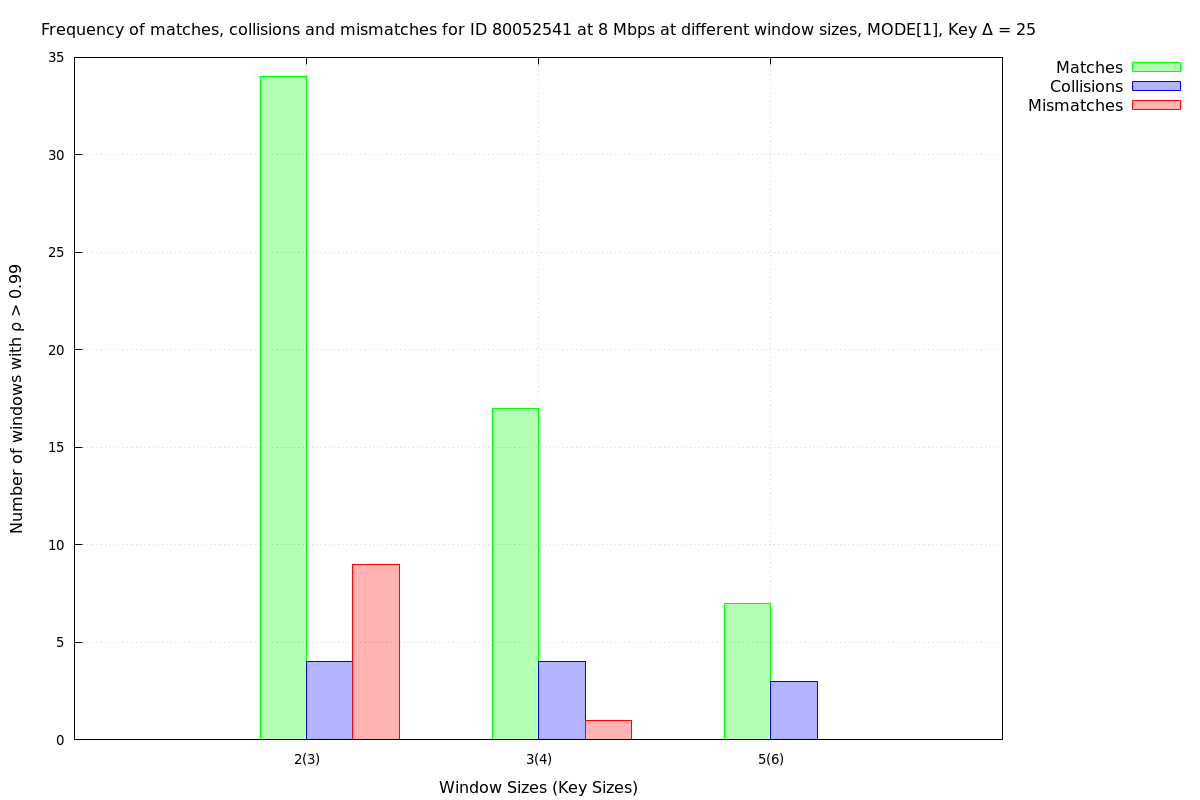 Frequency of matches, collisions and mismatches for ID 80052541 at 8 Mbps at different window sizes, MODE[1], Key Δ = 25
Matches
Collisions
Mismatches
Number of windows with ρ > 0.99
35
30
25
20
15
10
5
0
2(3)
3(4)
5(6)
Window Sizes (Key Sizes)